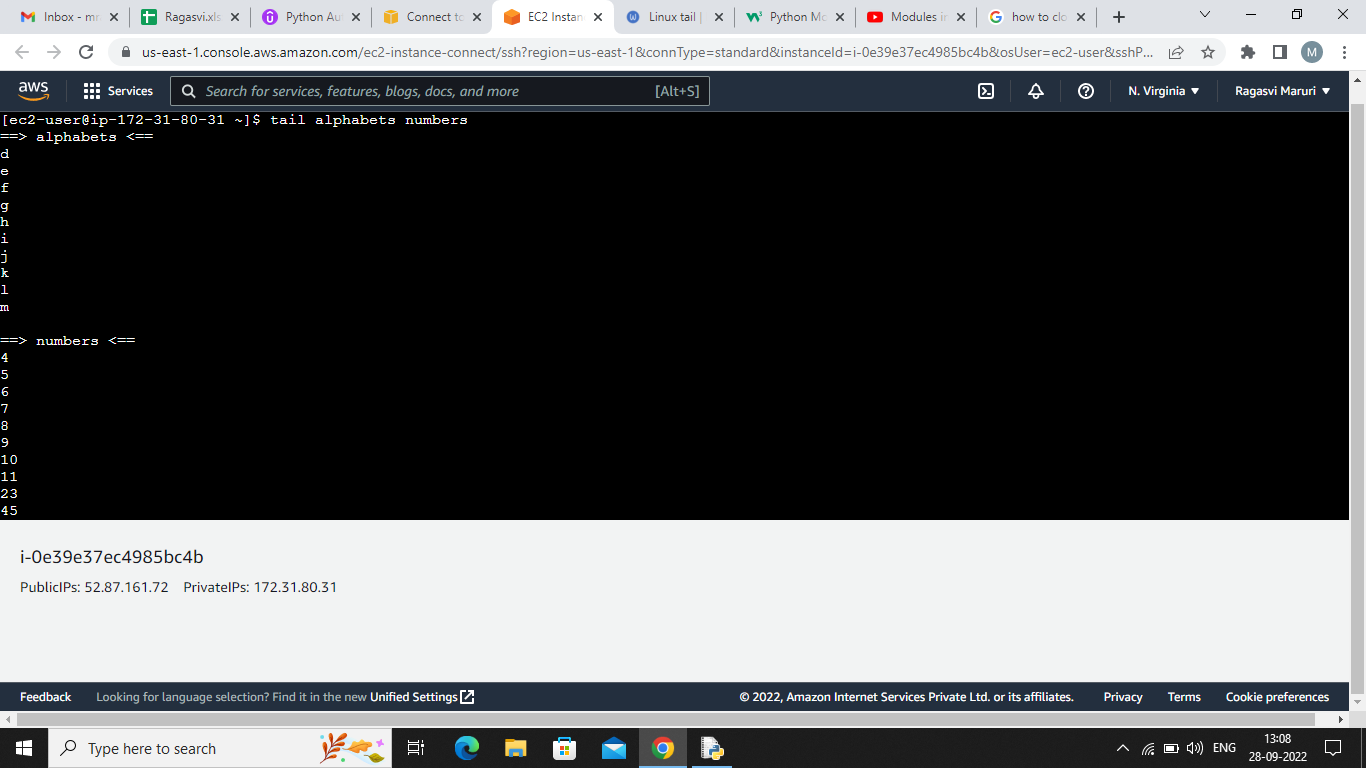 Inbox - mr
Ragasvi.xls
Python Au
Connect to
EC2 Instan
Linux tail |
Python Mo
Modules in
how to clo
us-east-1.console.aws.amazon.com/ec2-instance-connect/ssh?region=us-east-1&connType=standard&instanceId=i-0e39e37ec4985bc4b&osUser=ec2-user&sshP...
M
aws
Services
Search for services, features, blogs, docs, and more
[Alt+S]
N. Virginia
Ragasvi Maruri
[ec2-user@ip-172-31-80-31 ~]$ tail alphabets numbers
==> alphabets <==
d
e
f
g
h
i
j
k
l
m
==> numbers <==
4
5
6
7
8
9
10
11
23
45
i-0e39e37ec4985bc4b
PublicIPs: 52.87.161.72 PrivateIPs: 172.31.80.31
Feedback
Looking for language selection? Find it in the new Unified Settings
© 2022, Amazon Internet Services Private Ltd. or its affiliates.
Privacy
Terms
Cookie preferences
Type here to search
ENG
13:08
28-09-2022